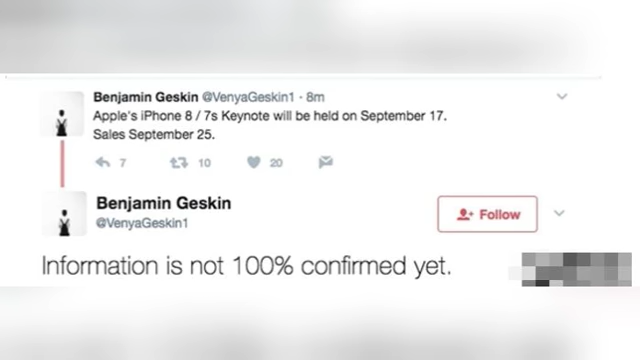 Benjamin Geskin @VenyaGeskin1 · 8m
Apple's iPhone 8 / 7s Keynote will be held on September 17.
Sales September 25.
7 10 20
Benjamin Geskin
@VenyaGeskin1
Follow
Information is not 100% confirmed yet.